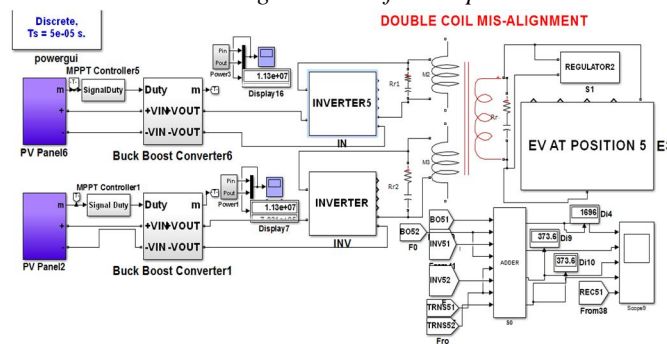 DOUBLE COIL MIS-ALIGNMENT
Discrete,
Ts = 5e-05 s.
powergui
MPPT Controller5
m
SignalDuty
PV Panel6
+
-
Duty
m
+VIN
+VOUT
-VIN
-VOUT
Buck Boost Converter6
Pin
Pout
Power3
1.13e+07
Display16
INVERTER5
IN
Rr1
M2
REGULATOR2
S1
Rr
EV AT POSITION 5
MPPT Controller1
m
Signal Duty
PV Panel2
+
-
Duty
m
+VIN
+VOUT
-VIN
-VOUT
Buck Boost Converter1
Pin
Pout
Power1
1.13e+07
Display7
INVERTER
INV
Rr2
M3
BO51
BO52
F0
INV51
INV52
TRNS51
TRNS52
Fro
ADDER
S0
1696
Di4
373.6
Di9
373.6
Di10
REC51
From38
Scope9